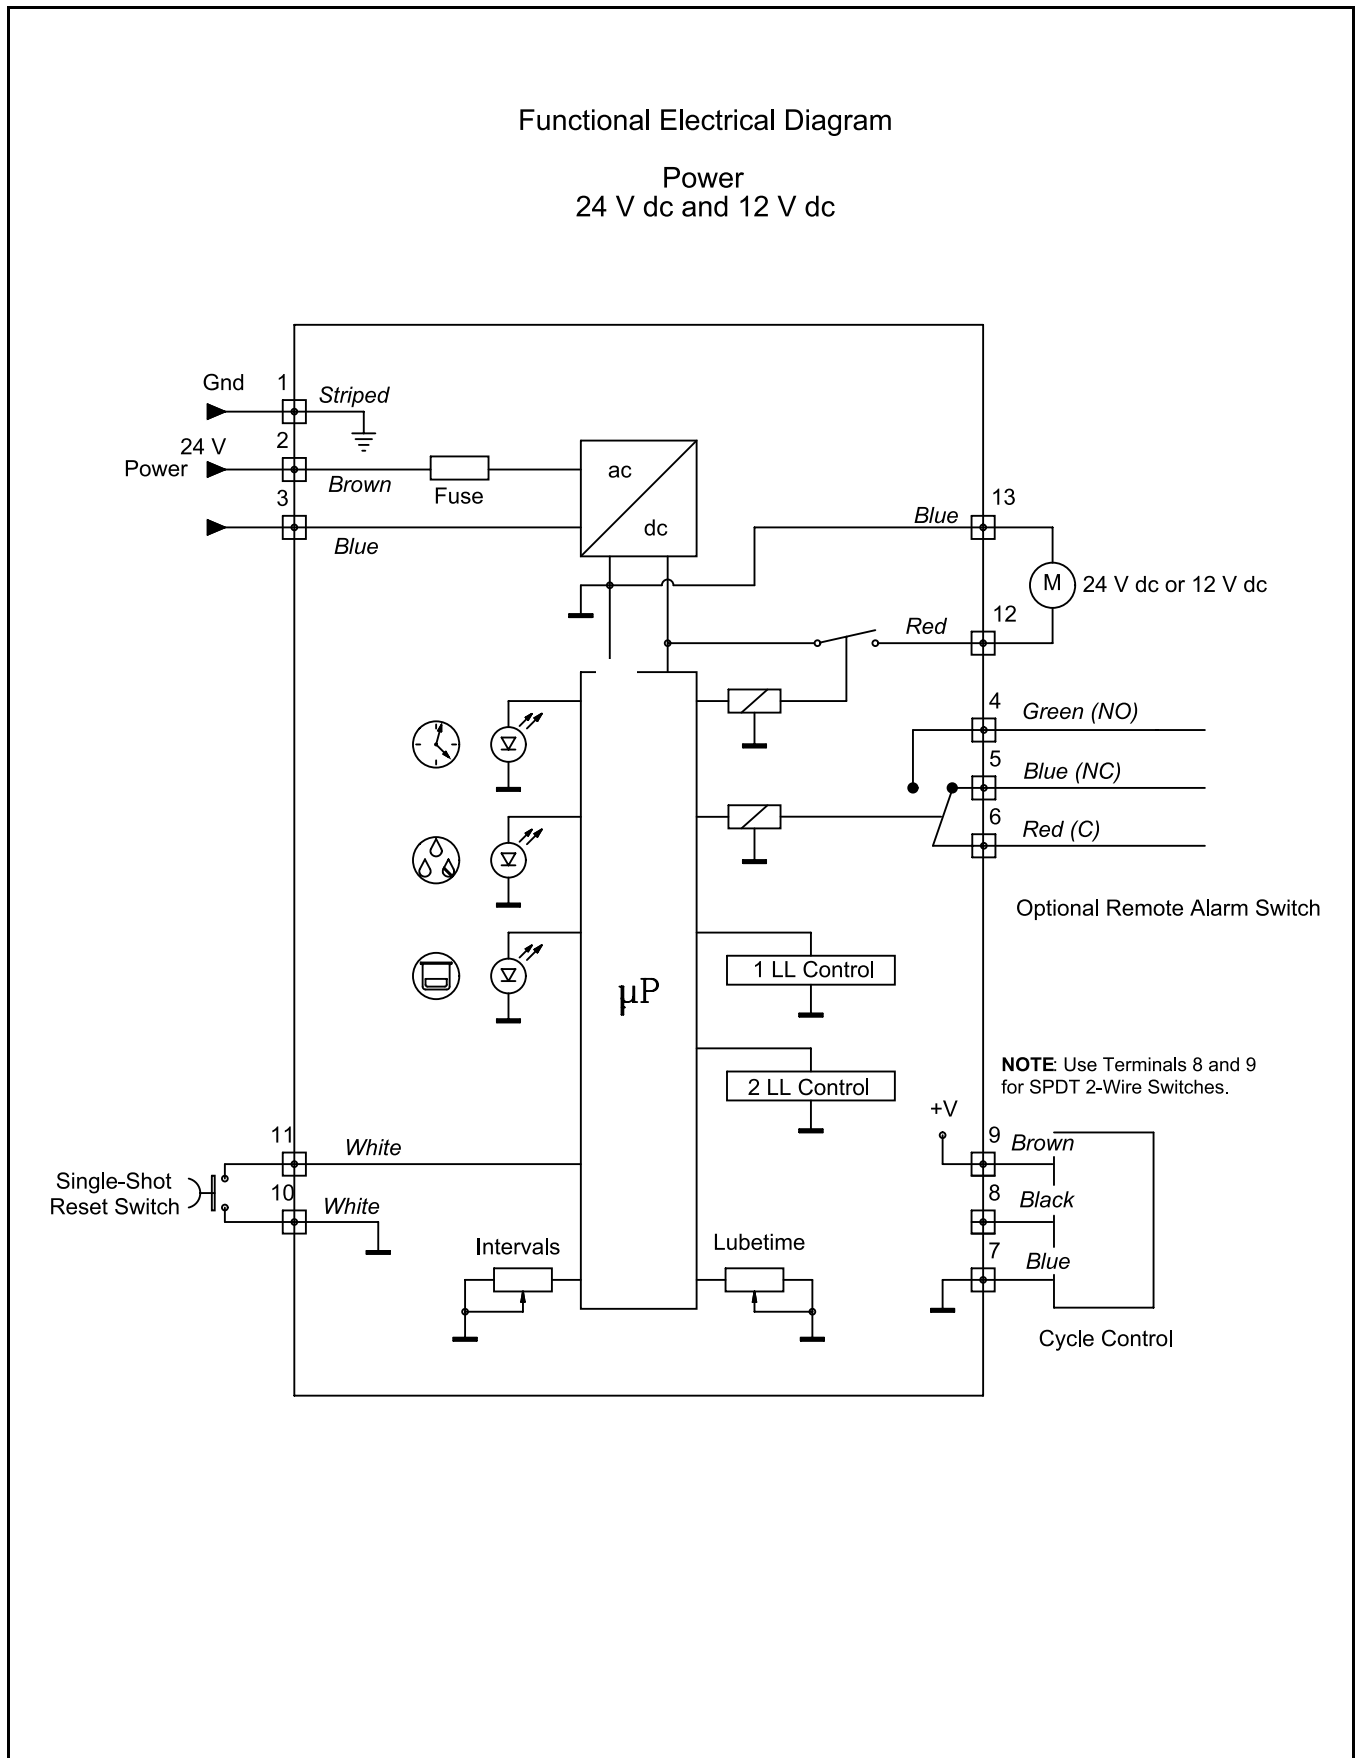 Functional Electrical Diagram
Power
24 V dc and 12 V dc
Gnd
1
Striped
24 V
Power
2
Brown
Fuse
3
Blue
ac
dc
Blue
13
M
24 V dc or 12 V dc
Red
12
4
Green (NO)
5
Blue (NC)
6
Red (C)
Optional Remote Alarm Switch
1 LL Control
µP
2 LL Control
NOTE: Use Terminals 8 and 9
for SPDT 2-Wire Switches.
+V
9
Brown
8
Black
7
Blue
Cycle Control
11
White
Single-Shot
Reset Switch
10
White
Intervals
Lubetime